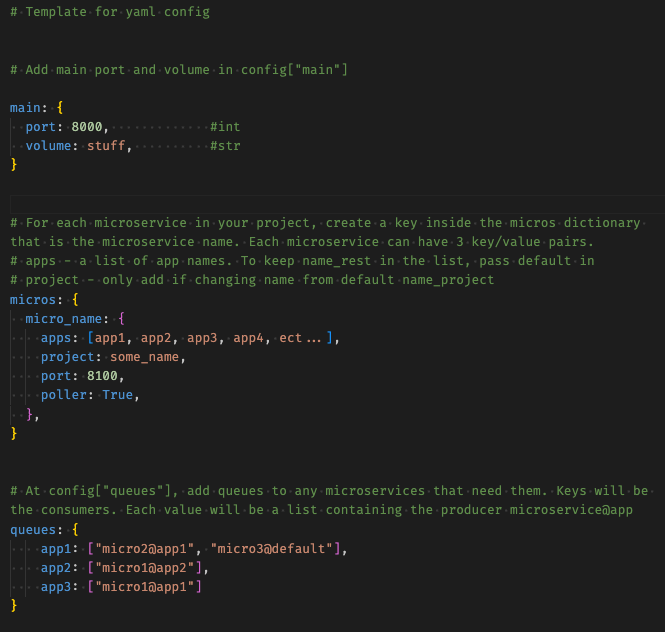 # Template for yaml config
# Add main port and volume in config["main"]
main: {
  port: 8000,             #int
  volume: stuff,          #str
}
# For each microservice in your project, create a key inside the micros dictionary
that is the microservice name. Each microservice can have 3 key/value pairs.
# apps - a list of app names. To keep name_rest in the list, pass default in
# project - only add if changing name from default name_project
micros: {
  micro_name: {
    apps: [app1, app2, app3, app4, ect...],
    project: some_name,
    port: 8100,
    poller: True,
  },
}
# At config["queues"], add queues to any microservices that need them. Keys will be
the consumers. Each value will be a list containing the producer microservice@app
queues: {
    app1: ["micro2@app1", "micro3@default"],
    app2: ["micro1@app2"],
    app3: ["micro1@app1"]
}